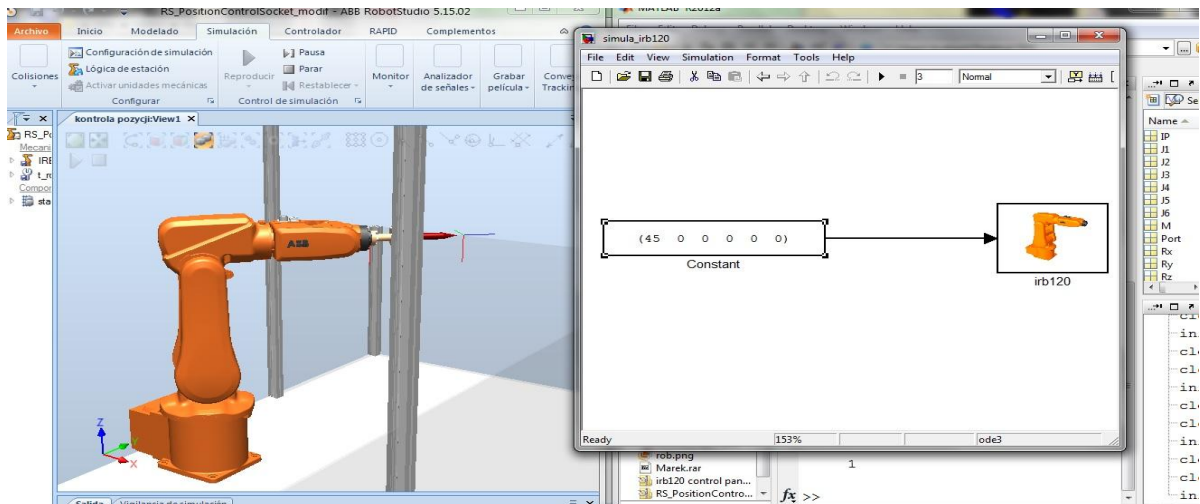 RS_PositionControlSocket_modif - ABB RobotStudio 5.15.02
Archivo
Inicio
Modelado
Simulación
Controlador
RAPID
Complementos
Colisiones
Configuración de simulación
Lógica de estación
Activar unidades mecánicas
Configurar
Reproducir
Pausa
Parar
Restablecer
Control de simulación
Monitor
Analizador de señales
Grabar película
kontrola pozycji:View1
ABB
Z
X
MATLAB R2012a
simula_irb120
File Edit View Simulation Format Tools Help
3
Normal
(45 0 0 0 0 0)
Constant
irb120
Ready
153%
ode3
Name
IP
J1
J2
J3
J4
J5
J6
M
Port
Rx
Ry
Rz
rob.png
Marek.rar
irb120 control pan...
RS_PositionContro...
1
fx >>